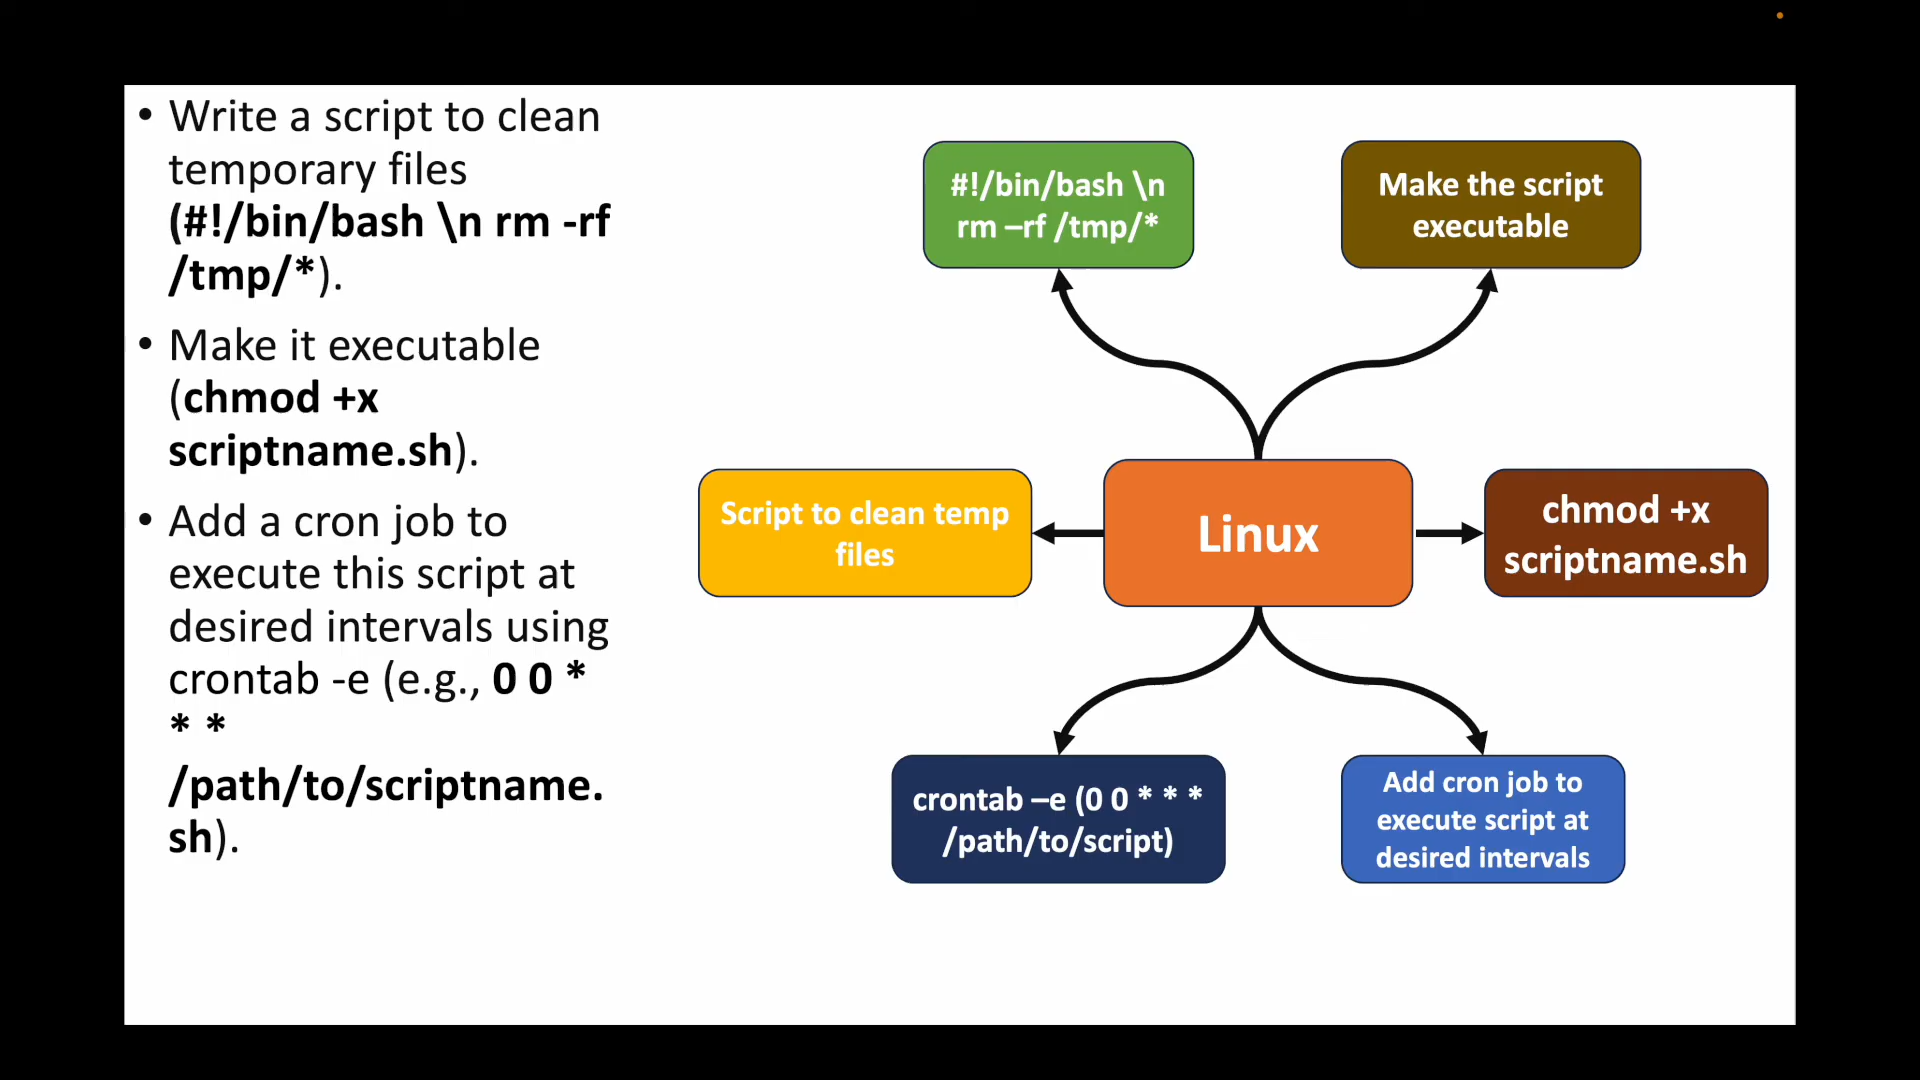 • Write a script to clean
temporary files
(#!/bin/bash \n rm -rf
/tmp/*).
• Make it executable
(chmod +x
scriptname.sh).
• Add a cron job to
execute this script at
desired intervals using
crontab -e (e.g., 0 0 *
* *
/path/to/scriptname.
sh).
#!/bin/bash \n
rm –rf /tmp/*
Make the script
executable
Script to clean temp
files
Linux
chmod +x
scriptname.sh
crontab –e (0 0 * * *
/path/to/script)
Add cron job to
execute script at
desired intervals